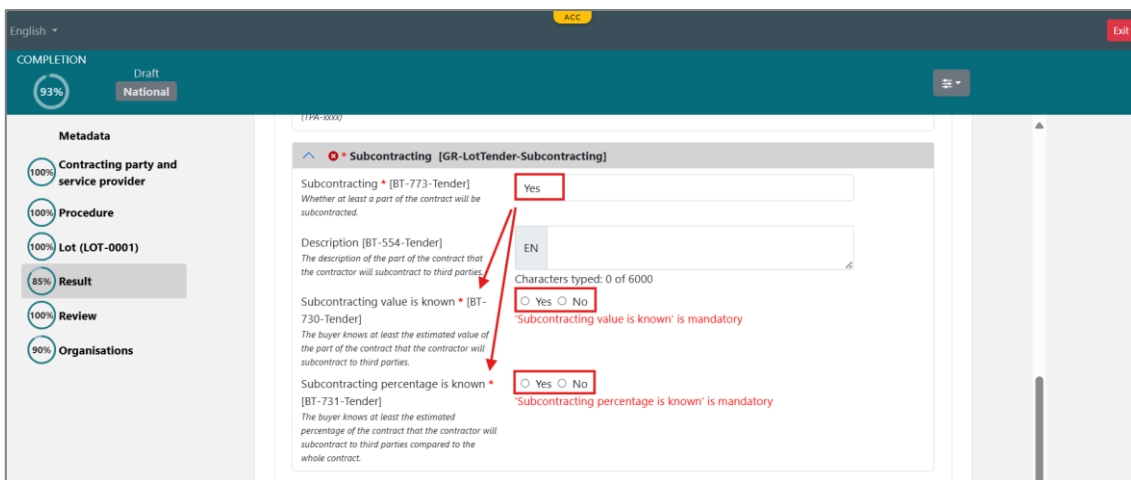 ACC
English
Exit
COMPLETION
93%
Draft
National
Metadata
100%
Contracting party and
service provider
100%
Procedure
100%
Lot (LOT-0001)
85%
Result
100%
Review
90%
Organisations
(TPA-xxxx)
* Subcontracting [GR-LotTender-Subcontracting]
Subcontracting * [BT-773-Tender]
Whether at least a part of the contract will be
subcontracted.
Yes
Description [BT-554-Tender]
The description of the part of the contract that
the contractor will subcontract to third parties.
EN
Characters typed: 0 of 6000
Subcontracting value is known * [BT-
730-Tender]
The buyer knows at least the estimated value of
the part of the contract that the contractor will
subcontract to third parties.
Yes No
'Subcontracting value is known' is mandatory
Subcontracting percentage is known *
[BT-731-Tender]
The buyer knows at least the estimated
percentage of the contract that the contractor will
subcontract to third parties compared to the
whole contract.
Yes No
'Subcontracting percentage is known' is mandatory